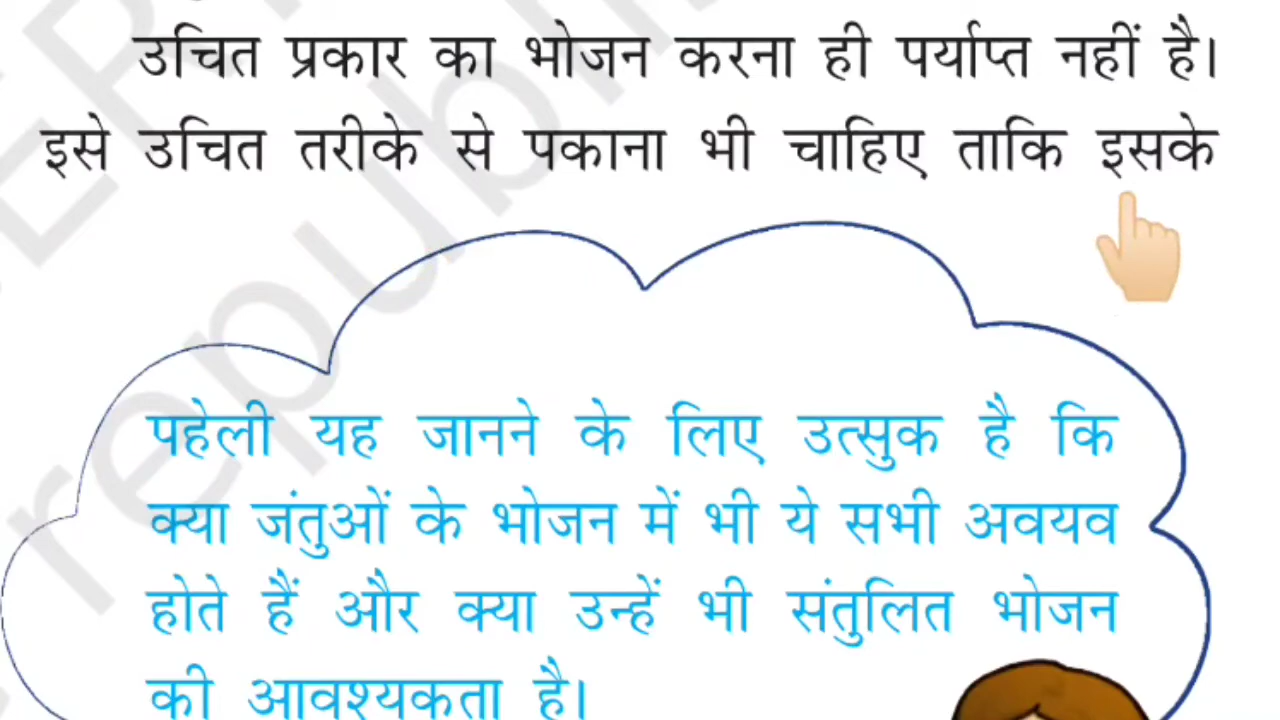 उचित प्रकार का भोजन करना ही पर्याप्त नहीं है।
इसे उचित तरीके से पकाना भी चाहिए ताकि इसके
पहेली यह जानने के लिए उत्सुक है कि
क्या जंतुओं के भोजन में भी ये सभी अवयव
होते हैं और क्या उन्हें भी संतुलित भोजन
की आवश्यकता है।
republi